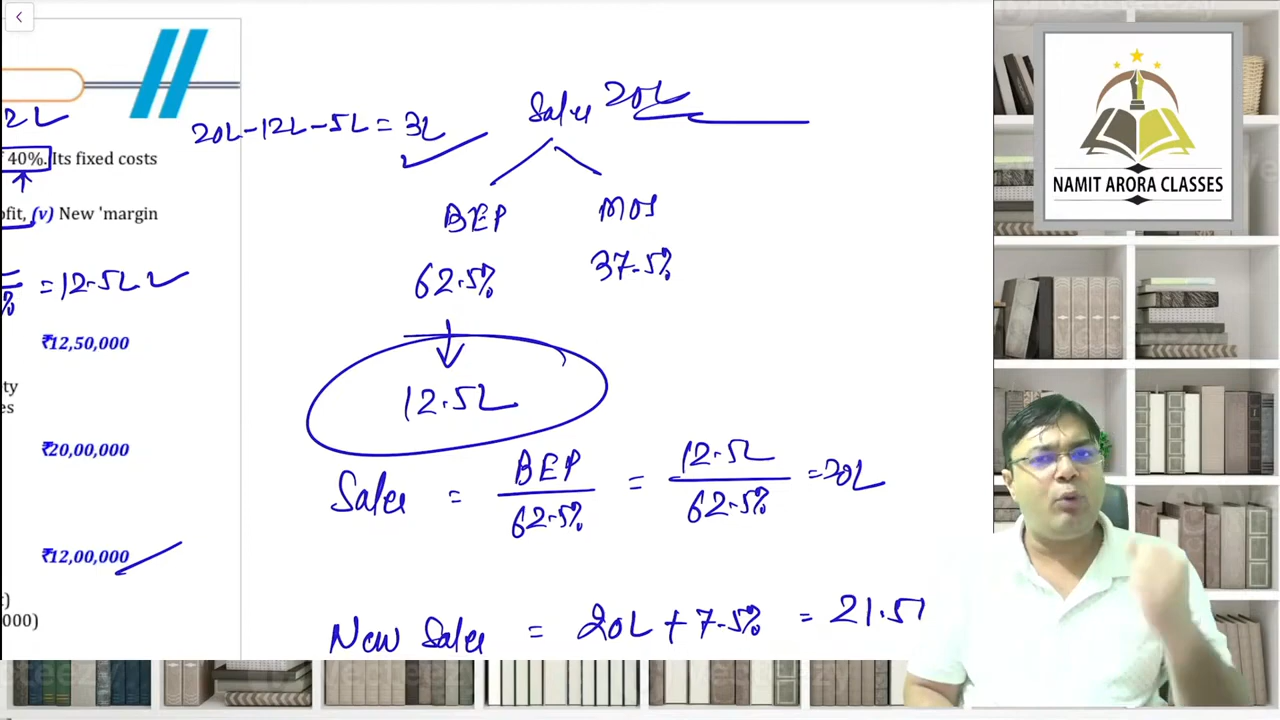 2L
20L-12L-5L = 3L
Sales 20L
40%. Its fixed costs
ofit, (v) New 'margin
BEP MOS
62.5% 37.5%
% = 12.5L
₹12,50,000
12.5L
ty
es
₹20,00,000
Sales = BEP / 62.5% = 12.5L / 62.5% = 20L
₹12,00,000
)
000)
New Sales = 20L + 7.5% = 21.5L
NAMIT ARORA CLASSES